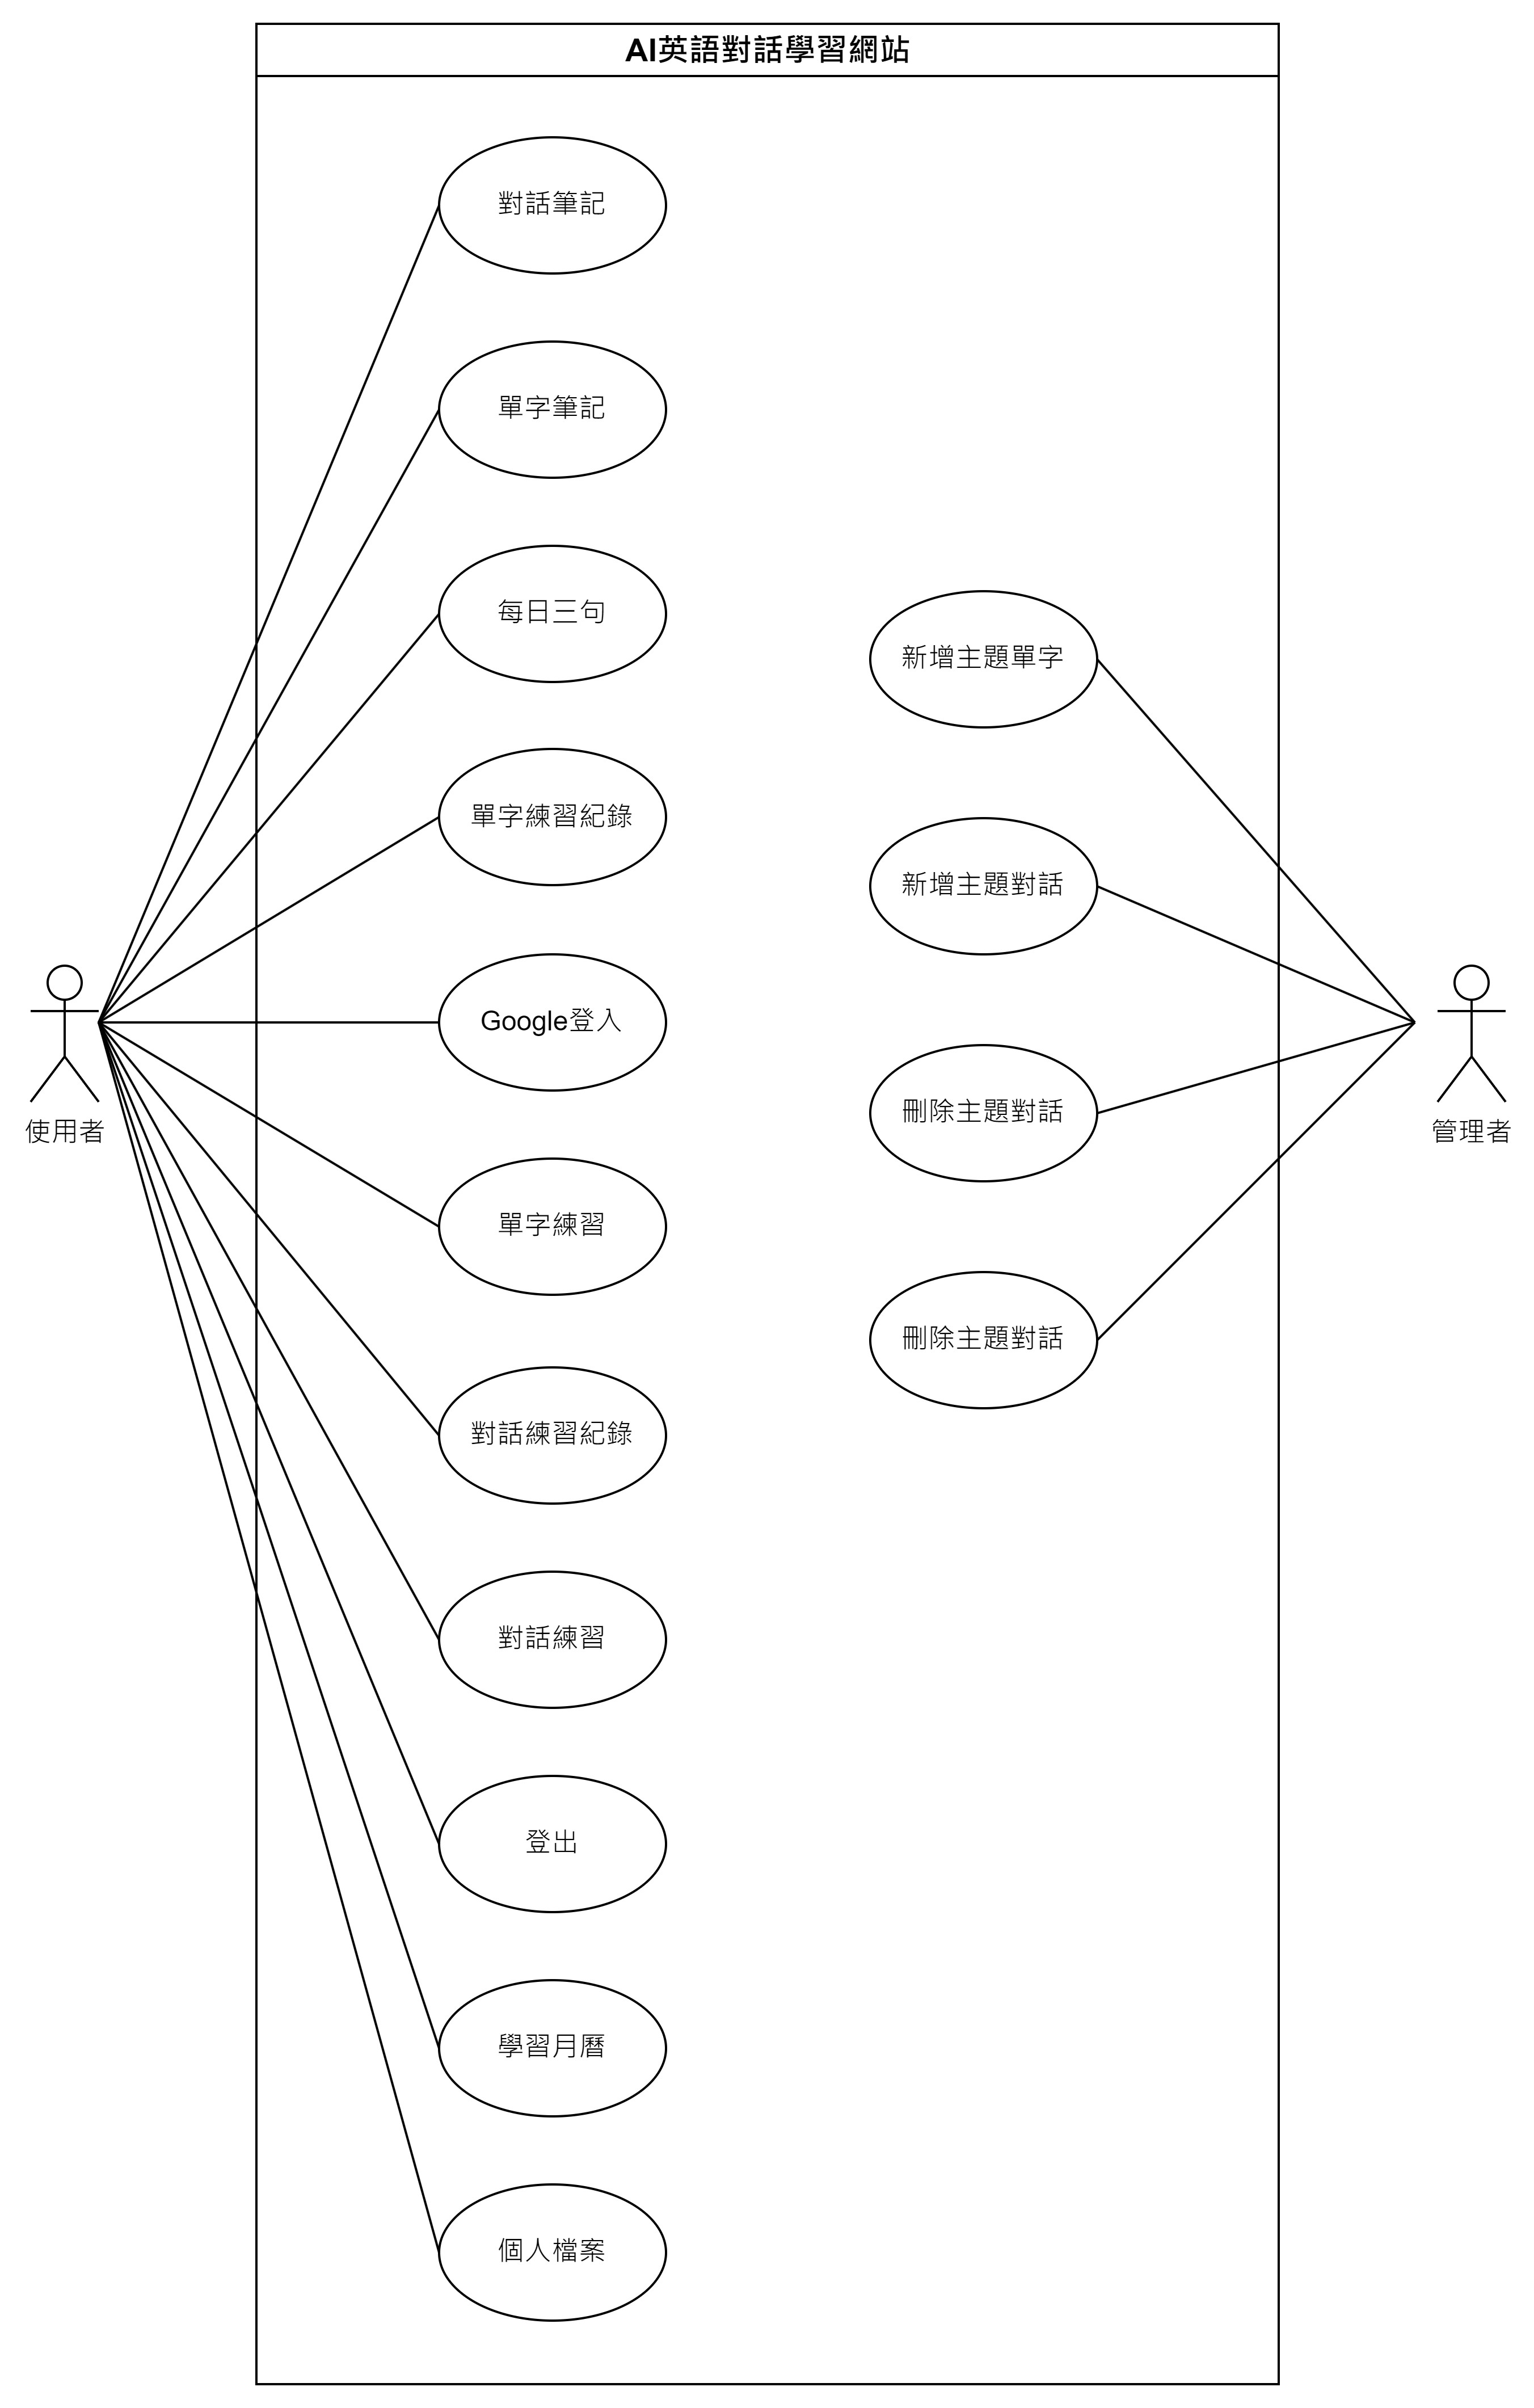 AI英語對話學習網站
對話筆記
單字筆記
每日三句
單字練習紀錄
Google登入
單字練習
對話練習紀錄
對話練習
登出
學習月曆
個人檔案
新增主題單字
新增主題對話
刪除主題對話
刪除主題對話
使用者
管理者